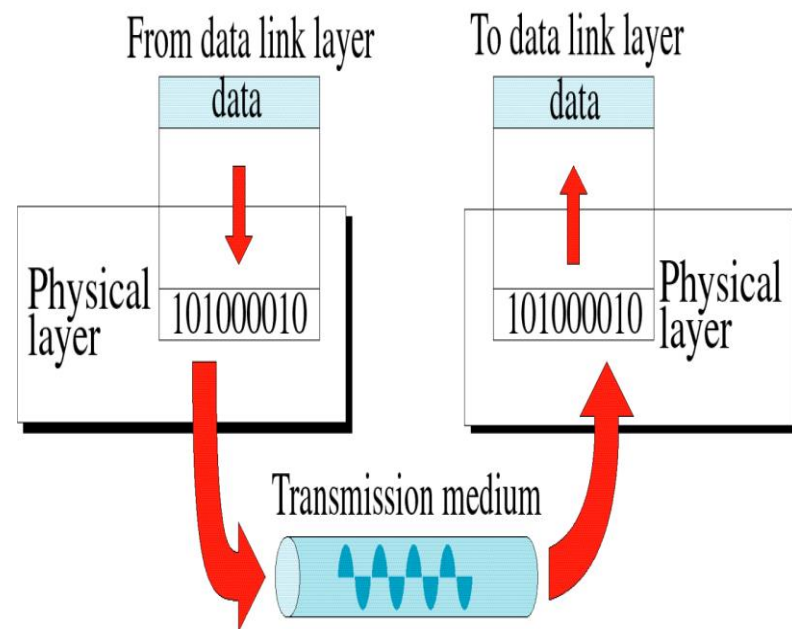 From data link layer
data
Physical
layer
101000010
To data link layer
data
101000010
Physical
layer
Transmission medium